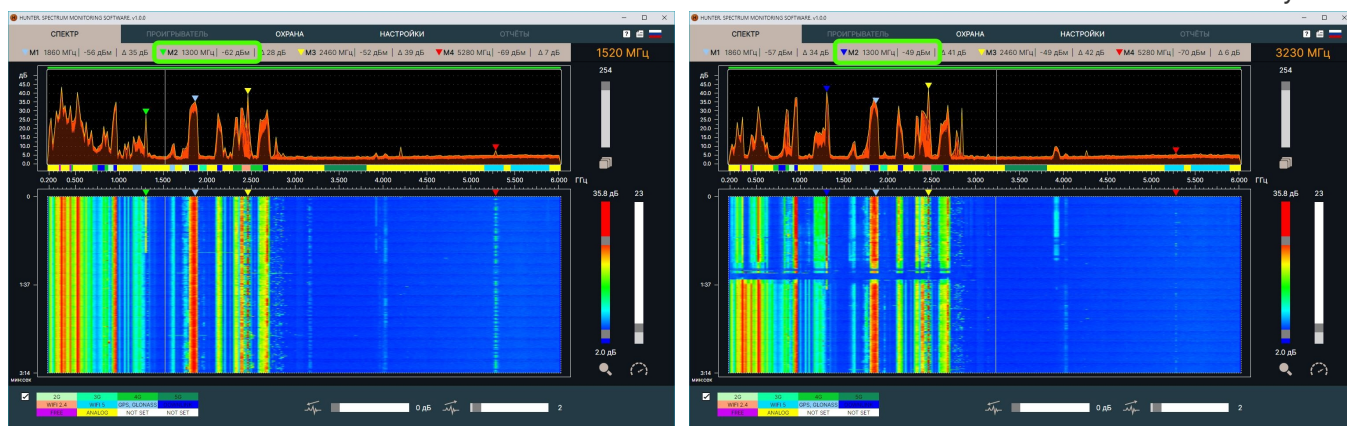 HUNTER. SPECTRUM MONITORING SOFTWARE. v1.0.0
СПЕКТР ПРОИГРЫВАТЕЛЬ ОХРАНА НАСТРОЙКИ ОТЧЁТЫ
M1 1860 МГц | -56 дБм | Δ 35 дБ M2 1300 МГц | -62 дБм | Δ 28 дБ M3 2460 МГц | -52 дБм | Δ 39 дБ M4 5280 МГц | -69 дБм | Δ 7 дБ 1520 МГц
дБ
45.0
40.0
35.0
30.0
25.0
20.0
15.0
10.0
5.0
0.0
254
0.200 0.500 1.000 1.500 2.000 2.500 3.000 3.500 4.000 4.500 5.000 5.500 6.000 ГГц
0
1:37
3:14
мин:сек
35.8 дБ 23
2.0 дБ
2G 3G 4G 5G
WIFI 2.4 WIFI 5 GPS, GLONASS
FREE ANALOG NOT SET NOT SET
0 дБ 2
HUNTER. SPECTRUM MONITORING SOFTWARE. v1.0.0
СПЕКТР ПРОИГРЫВАТЕЛЬ ОХРАНА НАСТРОЙКИ ОТЧЁТЫ
M1 1860 МГц | -57 дБм | Δ 34 дБ M2 1300 МГц | -49 дБм | Δ 41 дБ M3 2460 МГц | -49 дБм | Δ 42 дБ M4 5280 МГц | -70 дБм | Δ 6 дБ 3230 МГц
дБ
45.0
40.0
35.0
30.0
25.0
20.0
15.0
10.0
5.0
0.0
254
0.200 0.500 1.000 1.500 2.000 2.500 3.000 3.500 4.000 4.500 5.000 5.500 6.000 ГГц
0
1:37
3:14
мин:сек
35.8 дБ 23
2.0 дБ
2G 3G 4G 5G
WIFI 2.4 WIFI 5 GPS, GLONASS
FREE ANALOG NOT SET NOT SET
0 дБ 2